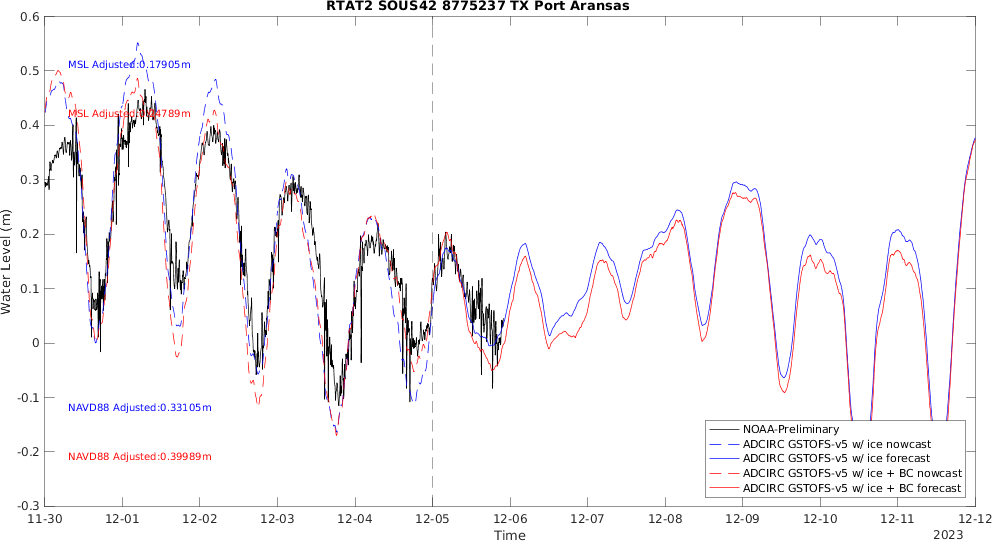 RTAT2 SOUS42 8775237 TX Port Aransas
0.6
0.5
0.4
0.3
0.2
0.1
0
-0.1
-0.2
-0.3
Water Level (m)
MSL Adjusted:0.17905m
MSL Adjusted:0.24789m
NAVD88 Adjusted:0.33105m
NAVD88 Adjusted:0.39989m
NOAA-Preliminary
ADCIRC GSTOFS-v5 w/ ice nowcast
ADCIRC GSTOFS-v5 w/ ice forecast
ADCIRC GSTOFS-v5 w/ ice + BC nowcast
ADCIRC GSTOFS-v5 w/ ice + BC forecast
11-30 12-01 12-02 12-03 12-04 12-05 12-06 12-07 12-08 12-09 12-10 12-11 12-12
Time
2023